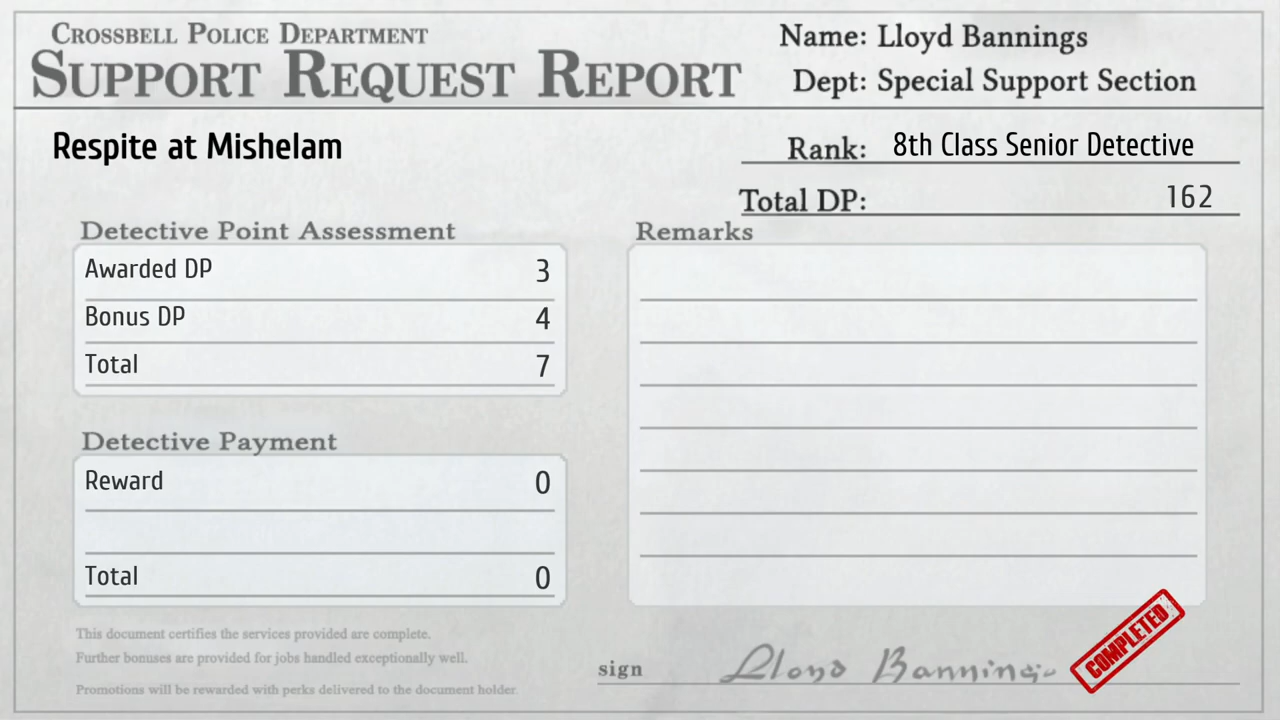 CROSSBELL POLICE DEPARTMENT
SUPPORT REQUEST REPORT
Name: Lloyd Bannings
Dept: Special Support Section
Respite at Mishelam
Rank: 8th Class Senior Detective
Total DP: 162
Detective Point Assessment
Awarded DP 3
Bonus DP 4
Total 7
Remarks
Detective Payment
Reward 0
Total 0
This document certifies the services provided are complete.
Further bonuses are provided for jobs handled exceptionally well.
Promotions will be rewarded with perks delivered to the document holder.
sign Lloyd Bannings
COMPLETED